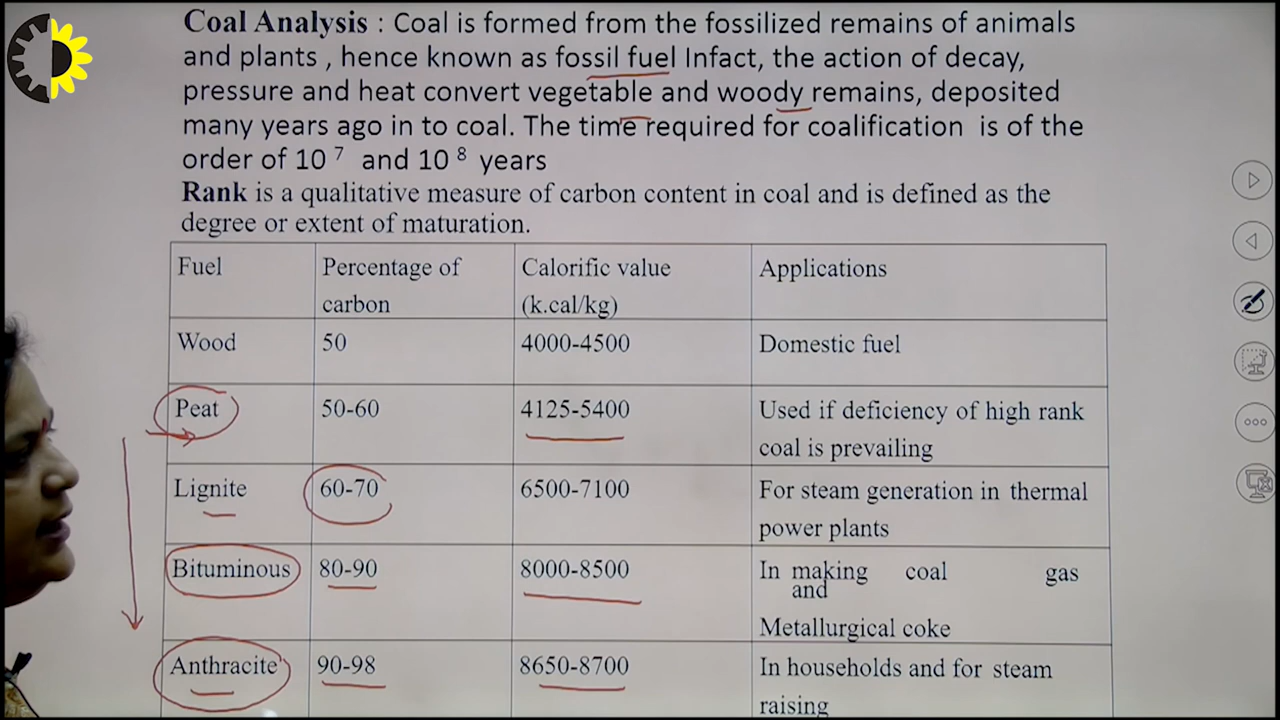 Coal Analysis : Coal is formed from the fossilized remains of animals
and plants , hence known as fossil fuel Infact, the action of decay,
pressure and heat convert vegetable and woody remains, deposited
many years ago in to coal. The time required for coalification is of the
order of 10 7 and 10 8 years
Rank is a qualitative measure of carbon content in coal and is defined as the
degree or extent of maturation.
Fuel Percentage of carbon Calorific value (k.cal/kg) Applications
Wood 50 4000-4500 Domestic fuel
Peat 50-60 4125-5400 Used if deficiency of high rank
coal is prevailing
Lignite 60-70 6500-7100 For steam generation in thermal
power plants
Bituminous 80-90 8000-8500 In making coal gas
and
Metallurgical coke
Anthracite 90-98 8650-8700 In households and for steam
raising